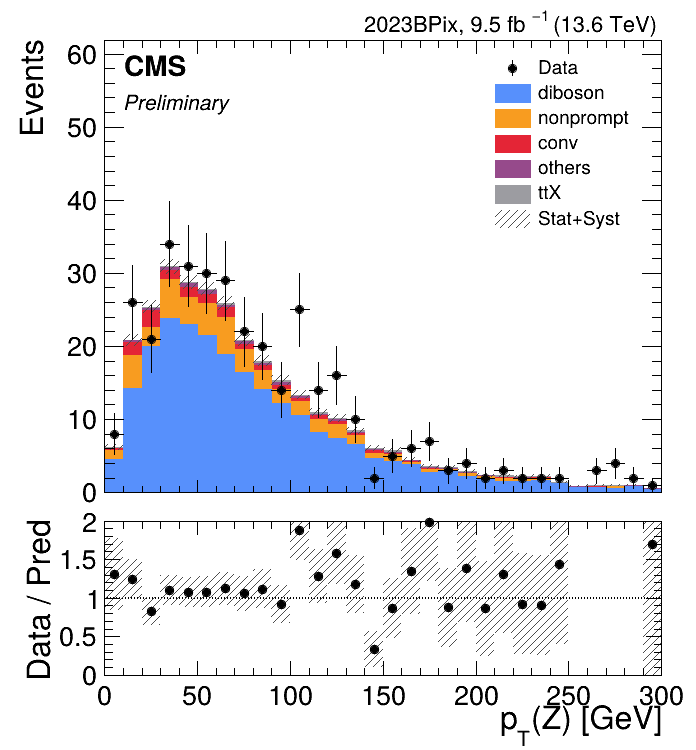 2023BPix, 9.5 fb⁻¹ (13.6 TeV)
CMS
Preliminary
Events
60
50
40
30
20
10
0
Data
diboson
nonprompt
conv
others
ttX
Stat+Syst
Data / Pred
2
1.5
1
0.5
0
0 50 100 150 200 250 300
p_T(Z) [GeV]